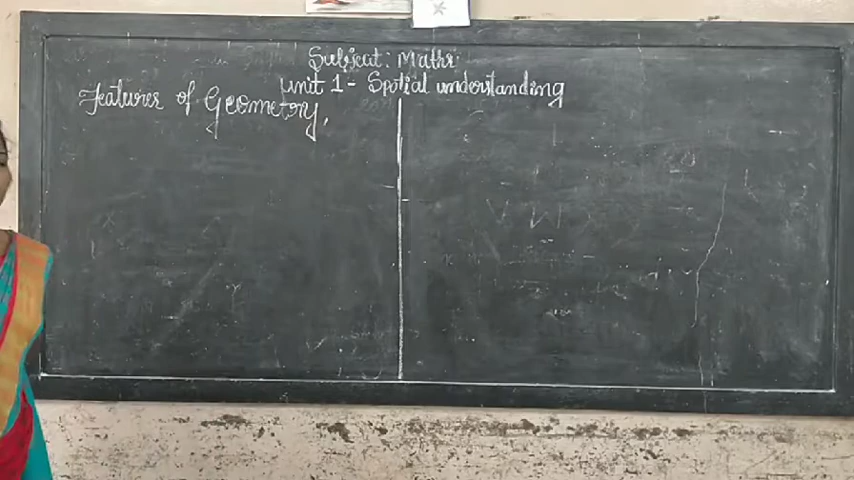 Subject: Maths
Unit 1 - Spatial understanding
Features of Geometry,